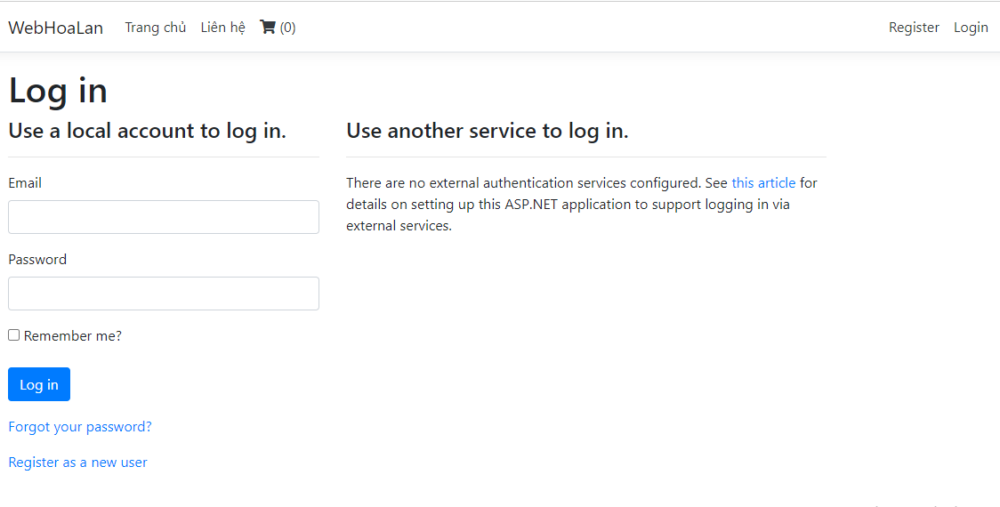 WebHoaLan Trang chủ Liên hệ (0) Register Login
Log in
Use a local account to log in.
Email
Password
Remember me?
Log in
Forgot your password?
Register as a new user
Use another service to log in.
There are no external authentication services configured. See this article for
details on setting up this ASP.NET application to support logging in via
external services.